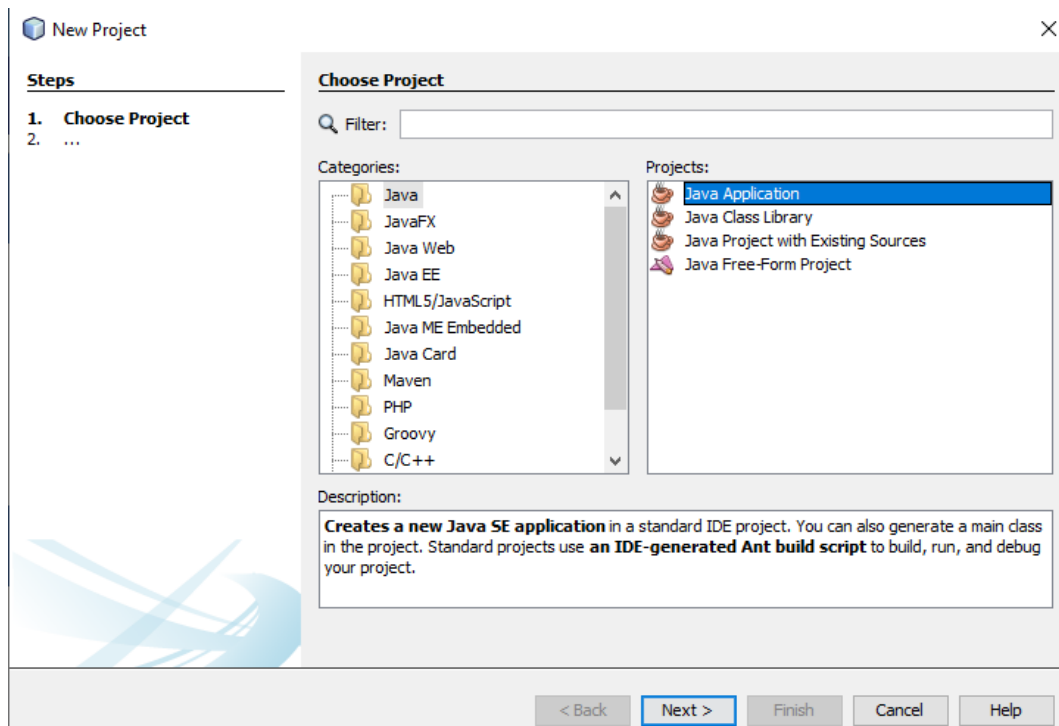 New Project
Steps
1. Choose Project
2. ...
Choose Project
Filter:
Categories:
Java
JavaFX
Java Web
Java EE
HTML5/JavaScript
Java ME Embedded
Java Card
Maven
PHP
Groovy
C/C++
Projects:
Java Application
Java Class Library
Java Project with Existing Sources
Java Free-Form Project
Description:
Creates a new Java SE application in a standard IDE project. You can also generate a main class
in the project. Standard projects use an IDE-generated Ant build script to build, run, and debug
your project.
< Back
Next >
Finish
Cancel
Help